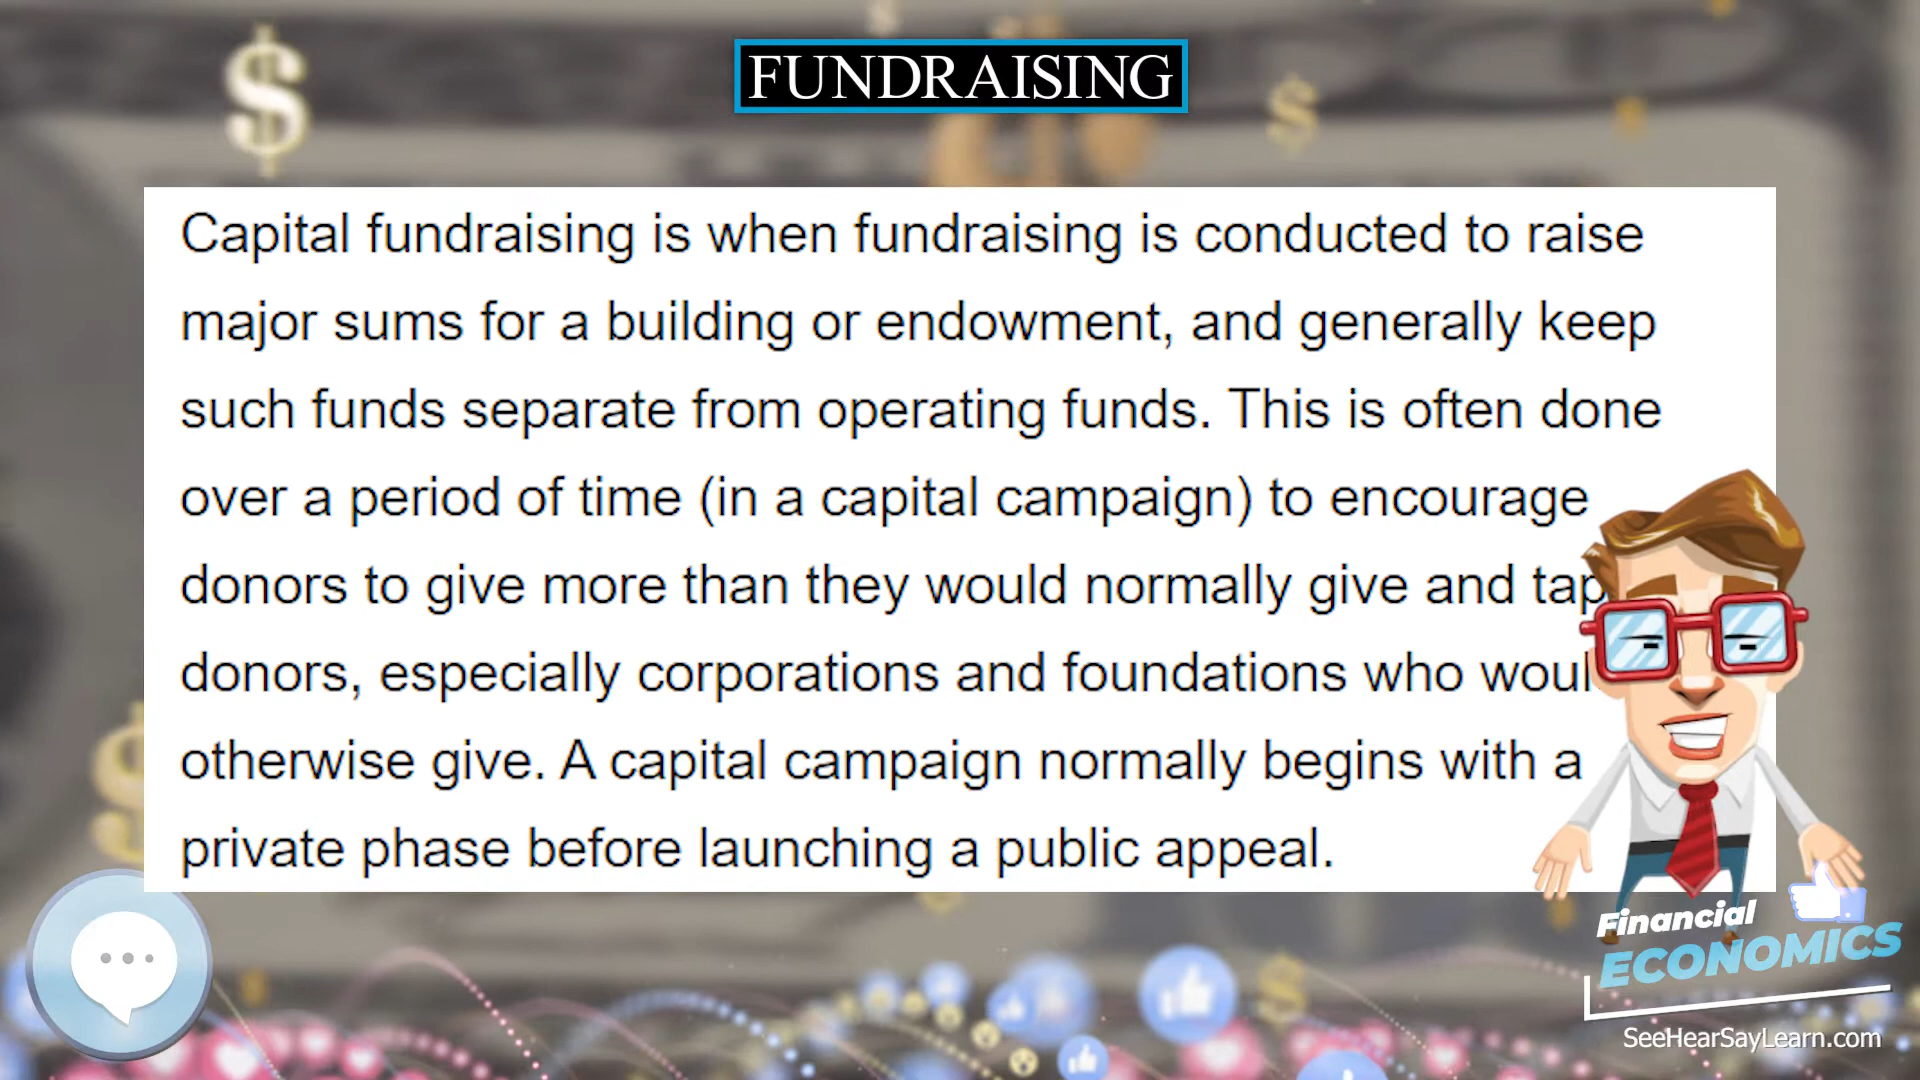 FUNDRAISING
Capital fundraising is when fundraising is conducted to raise
major sums for a building or endowment, and generally keep
such funds separate from operating funds. This is often done
over a period of time (in a capital campaign) to encourage
donors to give more than they would normally give and tap
donors, especially corporations and foundations who
otherwise give. A capital campaign normally begins with a
private phase before launching a public appeal.
Financial
ECONOMICS
SeeHearSayLearn.com